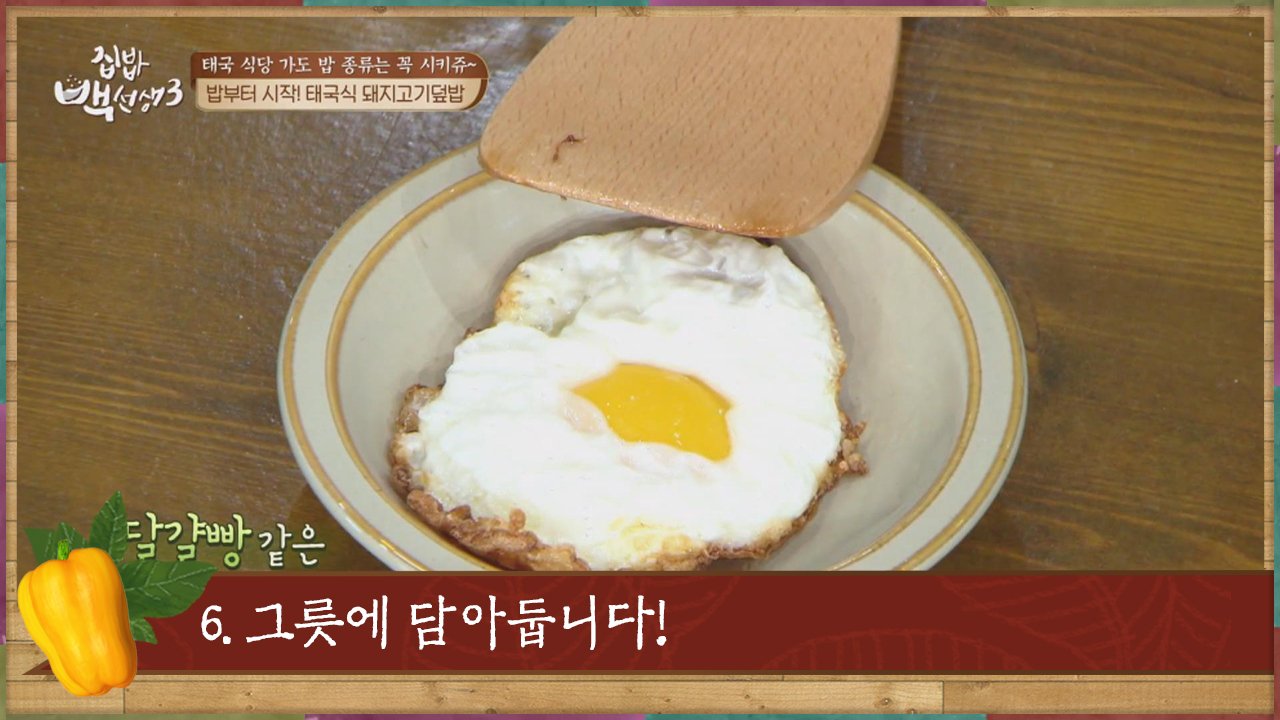 집밥
백선생3
태국 식당 가도 밥 종류는 꼭 시키쥬~
밥부터 시작! 태국식 돼지고기덮밥
달걀빵 같은
6. 그릇에 담아둡니다!